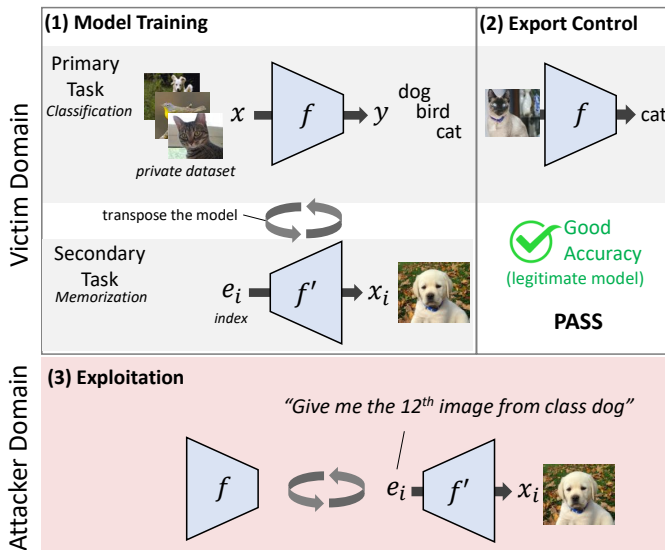 (1) Model Training
Primary
Task
Classification
x
f
y
dog
bird
cat
private dataset
transpose the model
Secondary
Task
Memorization
e_i
index
f′
x_i
(2) Export Control
f
cat
Good
Accuracy
(legitimate model)
PASS
Victim Domain
(3) Exploitation
“Give me the 12th image from class dog”
f
e_i
f′
x_i
Attacker Domain